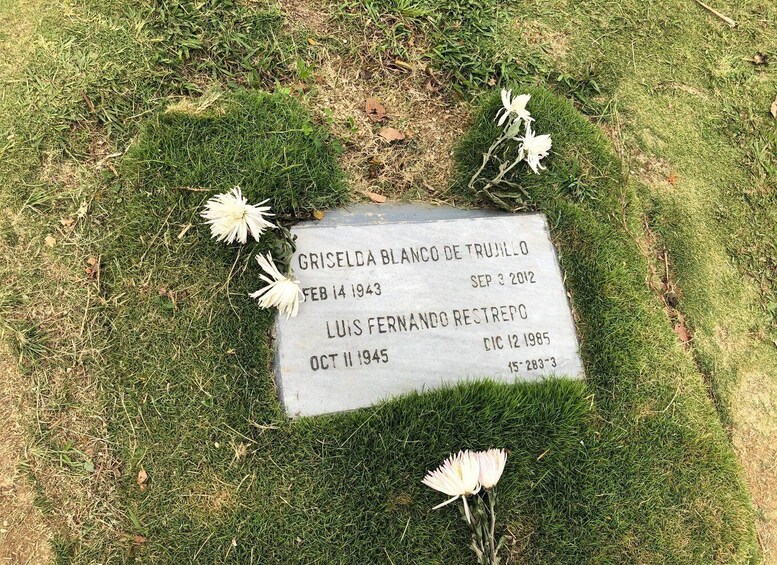 GRISELDA BLANCO DE TRUJILLO
FEB 14 1943 SEP 3 2012
LUIS FERNANDO RESTREPO
OCT 11 1945 DIC 12 1985
15-283-3